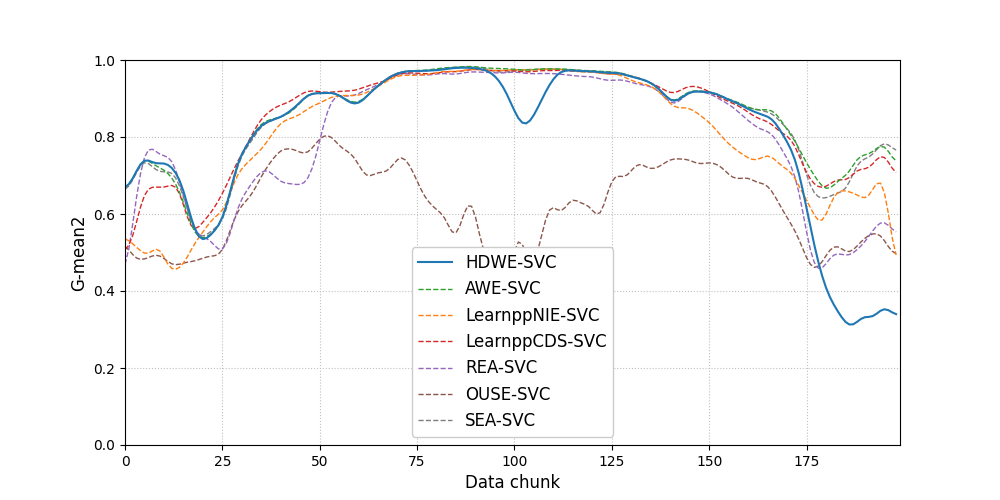 G-mean2
1.0
0.8
0.6
0.4
0.2
0.0
HDWE-SVC
AWE-SVC
LearnppNIE-SVC
LearnppCDS-SVC
REA-SVC
OUSE-SVC
SEA-SVC
0 25 50 75 100 125 150 175
Data chunk